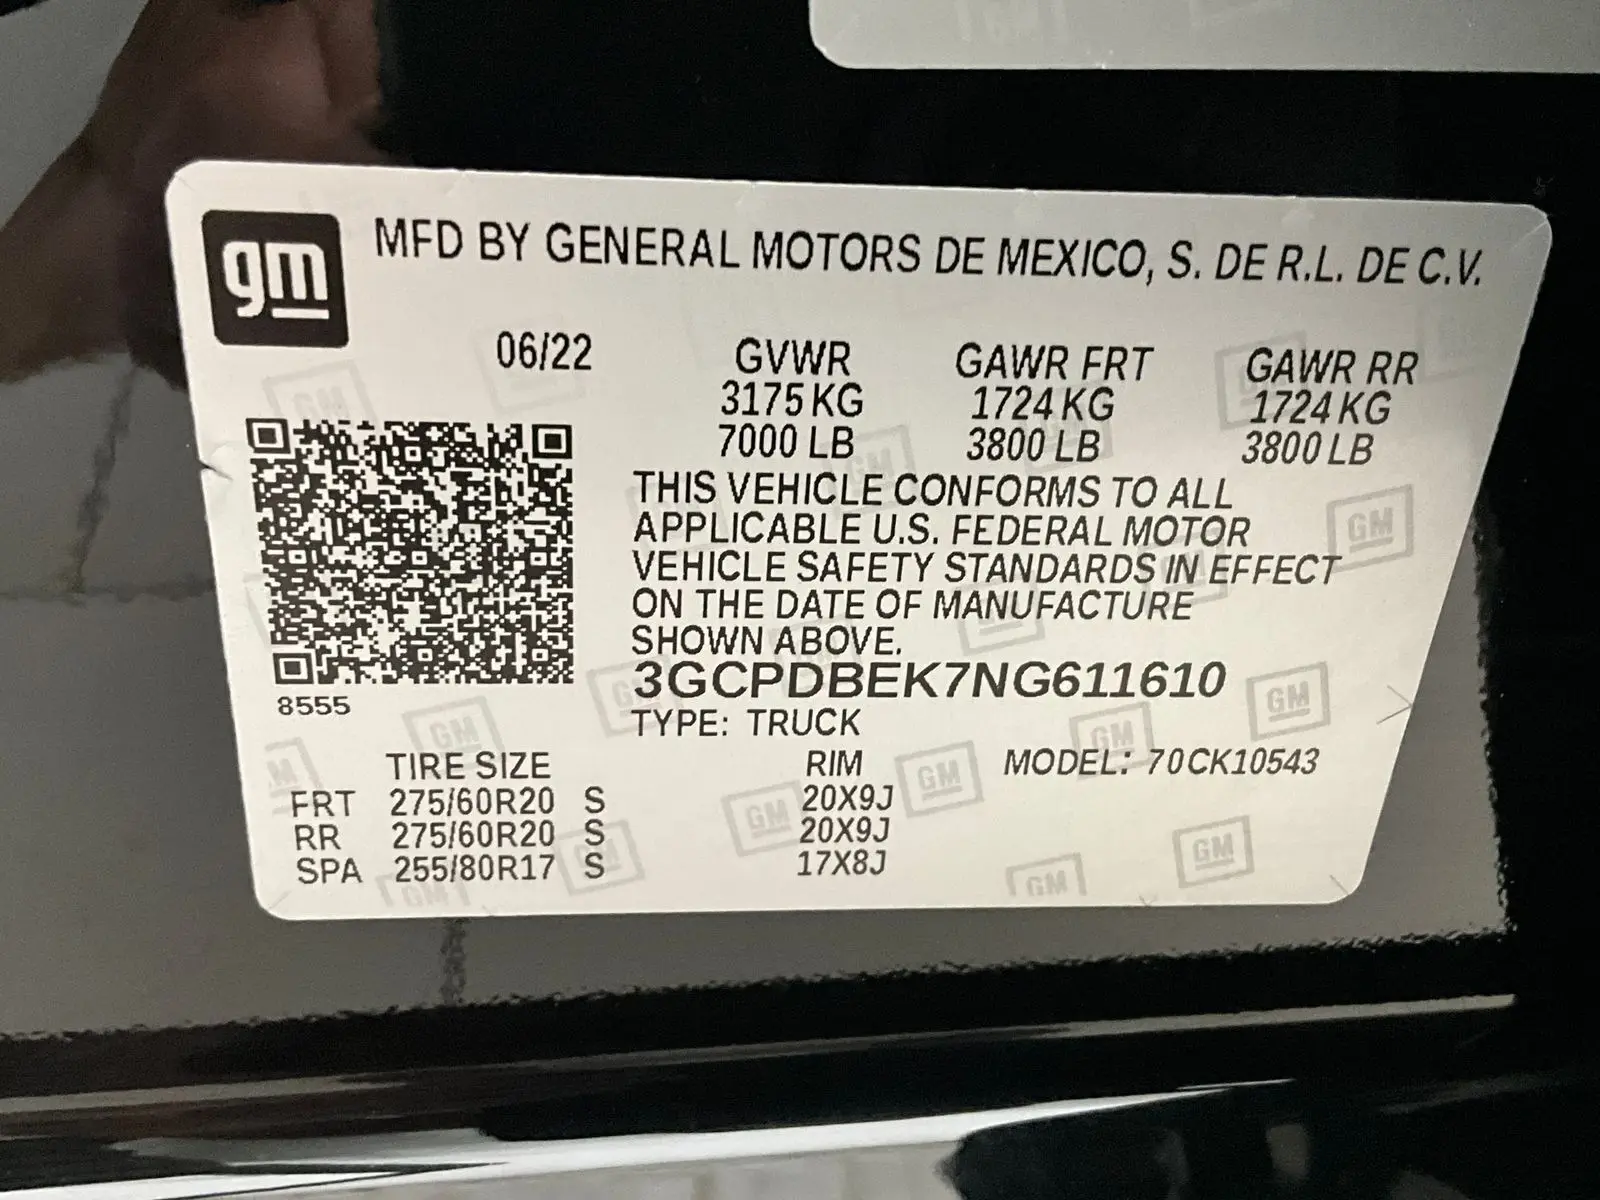 gm
MFD BY GENERAL MOTORS DE MEXICO, S. DE R.L. DE C.V.
06/22 GVWR GAWR FRT GAWR RR
3175 KG 1724 KG 1724 KG
7000 LB 3800 LB 3800 LB
THIS VEHICLE CONFORMS TO ALL
APPLICABLE U.S. FEDERAL MOTOR
VEHICLE SAFETY STANDARDS IN EFFECT
ON THE DATE OF MANUFACTURE
SHOWN ABOVE.
3GCPDBEK7NG611610
8555
TYPE: TRUCK
TIRE SIZE RIM MODEL: 70CK10543
FRT 275/60R20 S 20X9J
RR 275/60R20 S 20X9J
SPA 255/80R17 S 17X8J